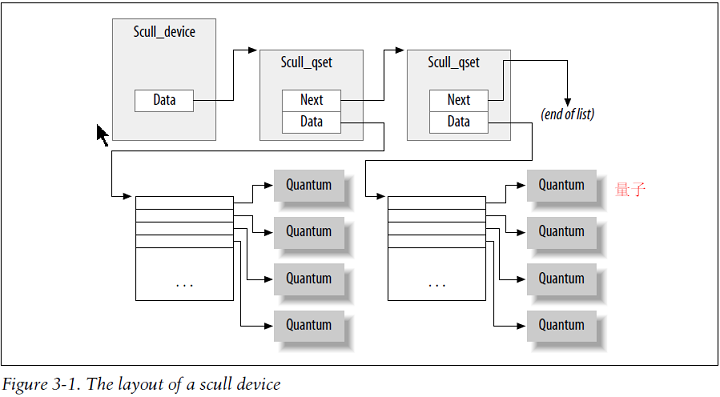 Scull_device
Data
Scull_qset
Next
Data
Scull_qset
Next
Data
(end of list)
Quantum
Quantum
Quantum
Quantum
. . .
Quantum
Quantum
Quantum
Quantum
. . .
量子
Figure 3-1. The layout of a scull device